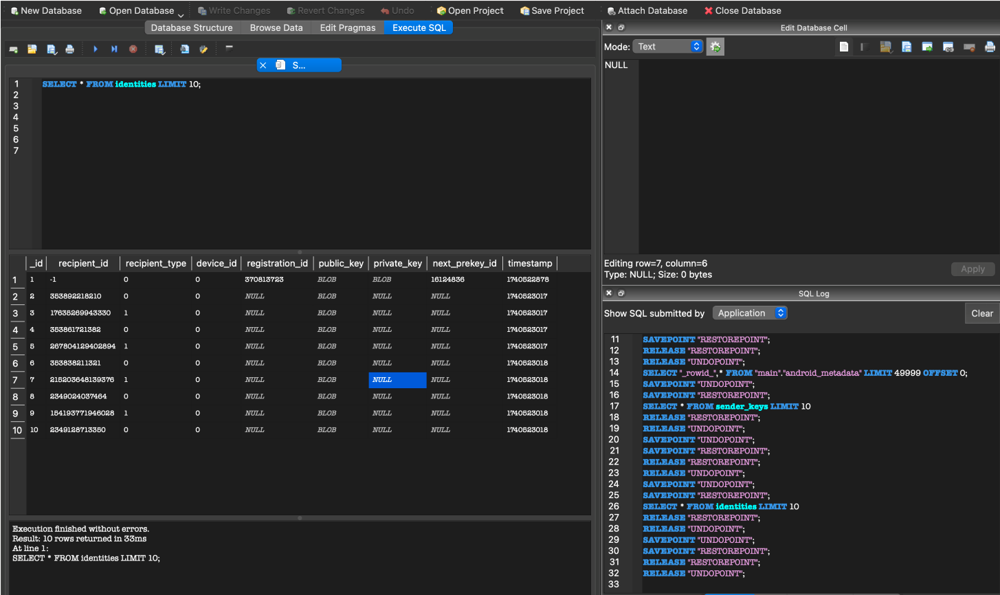 New Database Open Database Write Changes Revert Changes Undo Open Project Save Project Attach Database Close Database
Database Structure Browse Data Edit Pragmas Execute SQL
S...
1 SELECT * FROM identities LIMIT 10;
2
3
4
5
6
7
_id recipient_id recipient_type device_id registration_id public_key private_key next_prekey_id timestamp
1 1 -1 0 0 370813723 BLOB BLOB 16124836 1740522878
2 2 353892218210 0 0 NULL BLOB NULL NULL 1740523017
3 3 17635269943330 1 0 NULL BLOB NULL NULL 1740523017
4 4 353861721382 0 0 NULL BLOB NULL NULL 1740523017
5 5 267804129402894 1 0 NULL BLOB NULL NULL 1740523017
6 6 353838211321 0 0 NULL BLOB NULL NULL 1740523018
7 7 215203648139376 1 0 NULL BLOB NULL NULL 1740523018
8 8 2349024037464 0 0 NULL BLOB NULL NULL 1740523018
9 9 154193771946028 1 0 NULL BLOB NULL NULL 1740523018
10 10 2349128713350 0 0 NULL BLOB NULL NULL 1740523018
Execution finished without errors.
Result: 10 rows returned in 33ms
At line 1:
SELECT * FROM identities LIMIT 10;
Edit Database Cell
Mode: Text
NULL
Editing row=7, column=6
Type: NULL; Size: 0 bytes
Apply
SQL Log
Show SQL submitted by Application Clear
11 SAVEPOINT "RESTOREPOINT";
12 RELEASE "RESTOREPOINT";
13 RELEASE "UNDOPOINT";
14 SELECT "_rowid_",* FROM "main"."android_metadata" LIMIT 49999 OFFSET 0;
15 SAVEPOINT "UNDOPOINT";
16 SAVEPOINT "RESTOREPOINT";
17 SELECT * FROM sender_keys LIMIT 10
18 RELEASE "RESTOREPOINT";
19 RELEASE "UNDOPOINT";
20 SAVEPOINT "UNDOPOINT";
21 SAVEPOINT "RESTOREPOINT";
22 RELEASE "RESTOREPOINT";
23 RELEASE "UNDOPOINT";
24 SAVEPOINT "UNDOPOINT";
25 SAVEPOINT "RESTOREPOINT";
26 SELECT * FROM identities LIMIT 10
27 RELEASE "RESTOREPOINT";
28 RELEASE "UNDOPOINT";
29 SAVEPOINT "UNDOPOINT";
30 SAVEPOINT "RESTOREPOINT";
31 RELEASE "RESTOREPOINT";
32 RELEASE "UNDOPOINT";
33